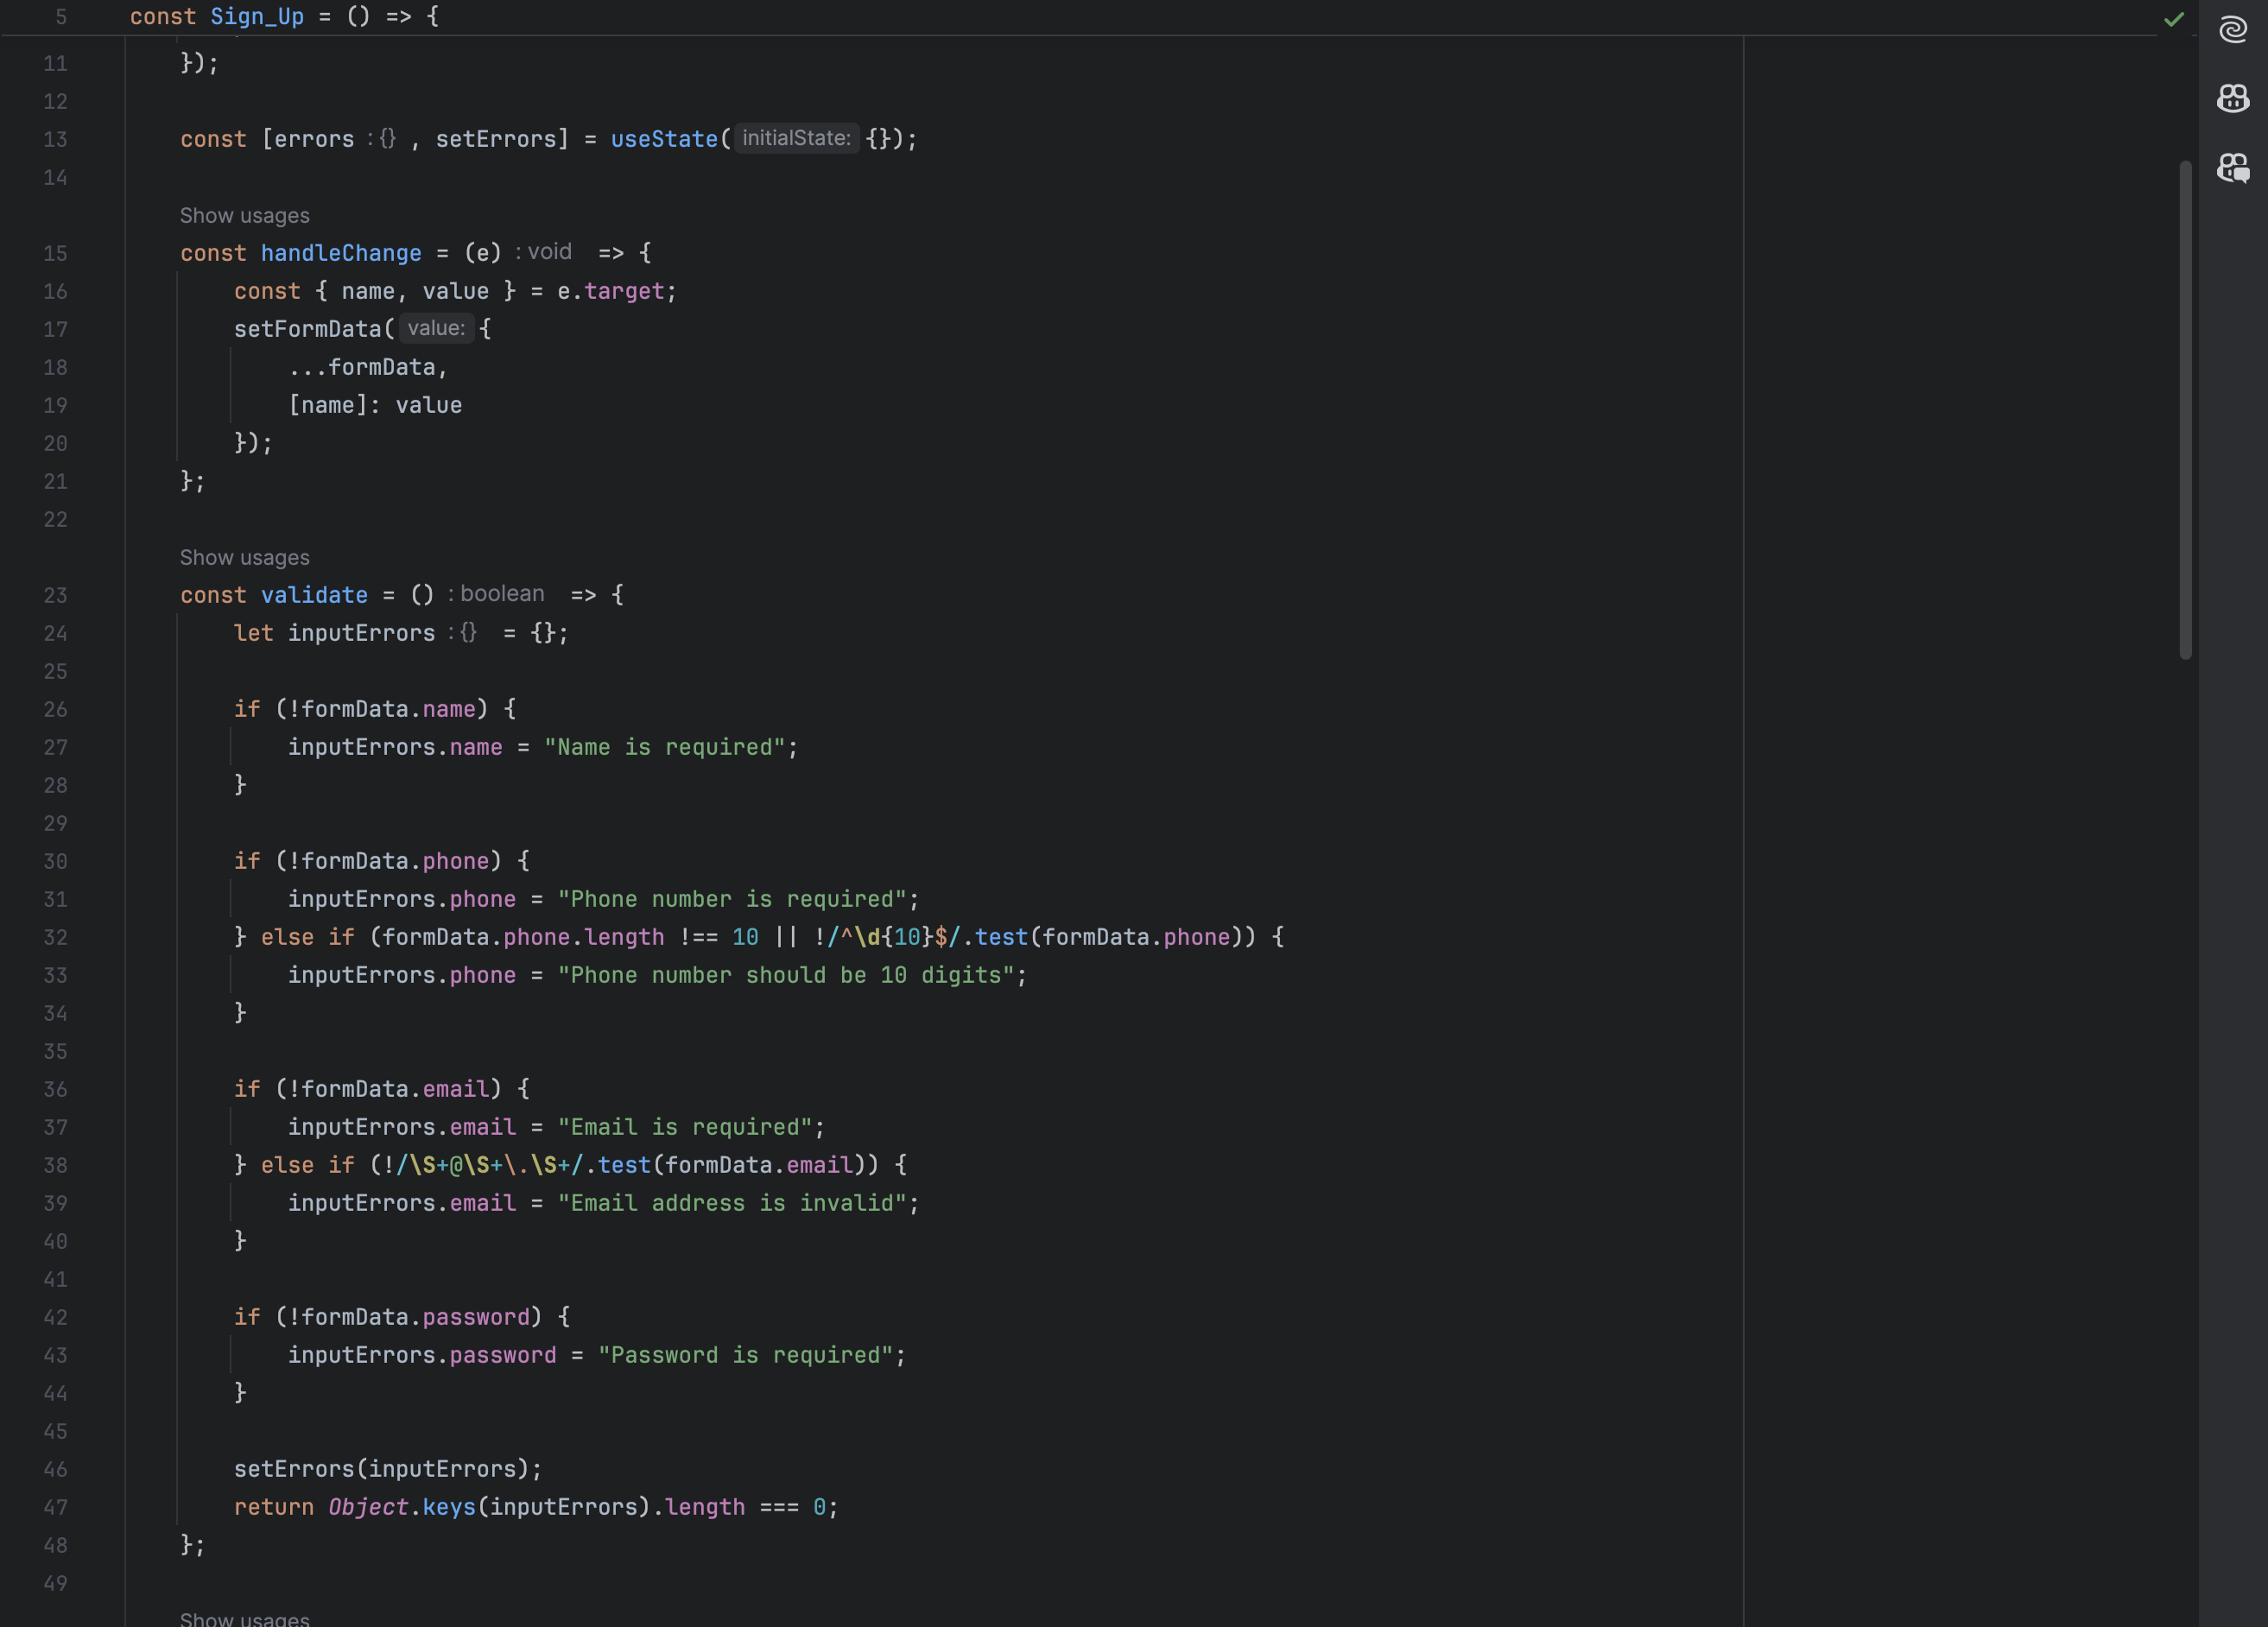 5 const Sign_Up = () => {
11 });
12
13 const [errors : {} , setErrors] = useState( initialState: {});
14
Show usages
15 const handleChange = (e) : void => {
16 const { name, value } = e.target;
17 setFormData( value: {
18 ...formData,
19 [name]: value
20 });
21 };
22
Show usages
23 const validate = () : boolean => {
24 let inputErrors : {} = {};
25
26 if (!formData.name) {
27 inputErrors.name = "Name is required";
28 }
29
30 if (!formData.phone) {
31 inputErrors.phone = "Phone number is required";
32 } else if (formData.phone.length !== 10 || !/^\d{10}$/.test(formData.phone)) {
33 inputErrors.phone = "Phone number should be 10 digits";
34 }
35
36 if (!formData.email) {
37 inputErrors.email = "Email is required";
38 } else if (!/\S+@\S+\.\S+/.test(formData.email)) {
39 inputErrors.email = "Email address is invalid";
40 }
41
42 if (!formData.password) {
43 inputErrors.password = "Password is required";
44 }
45
46 setErrors(inputErrors);
47 return Object.keys(inputErrors).length === 0;
48 };
49
Show usages